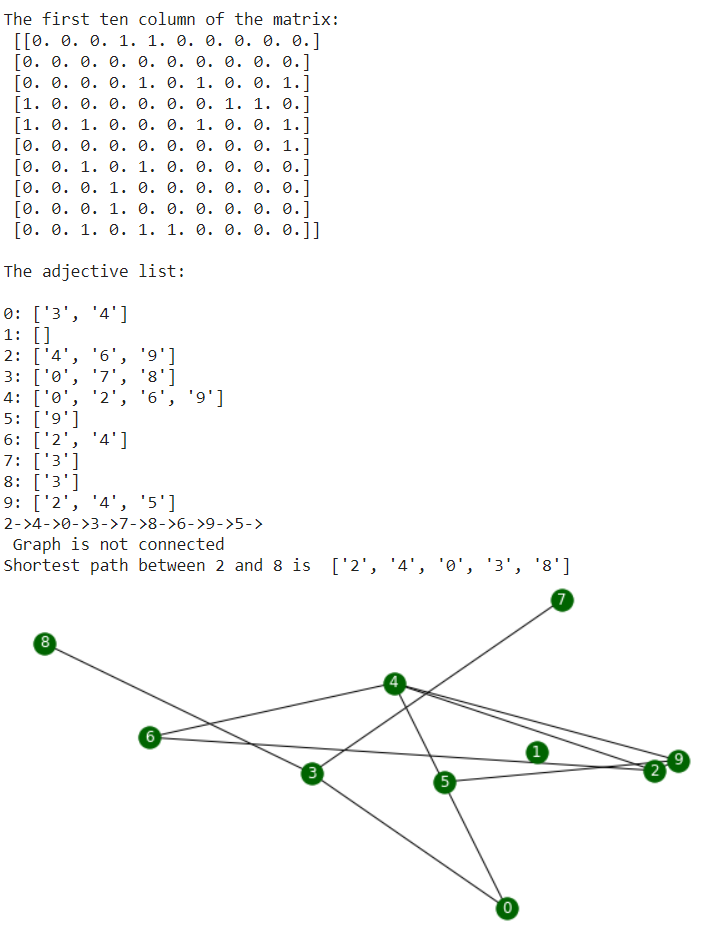 The first ten column of the matrix:
[[0. 0. 0. 1. 1. 0. 0. 0. 0. 0.]
[0. 0. 0. 0. 0. 0. 0. 0. 0. 0.]
[0. 0. 0. 0. 1. 0. 1. 0. 0. 1.]
[1. 0. 0. 0. 0. 0. 0. 1. 1. 0.]
[1. 0. 1. 0. 0. 0. 1. 0. 0. 1.]
[0. 0. 0. 0. 0. 0. 0. 0. 0. 1.]
[0. 0. 1. 0. 1. 0. 0. 0. 0. 0.]
[0. 0. 0. 1. 0. 0. 0. 0. 0. 0.]
[0. 0. 0. 1. 0. 0. 0. 0. 0. 0.]
[0. 0. 1. 0. 1. 1. 0. 0. 0. 0.]]
The adjective list:
0: ['3', '4']
1: []
2: ['4', '6', '9']
3: ['0', '7', '8']
4: ['0', '2', '6', '9']
5: ['9']
6: ['2', '4']
7: ['3']
8: ['3']
9: ['2', '4', '5']
2->4->0->3->7->8->6->9->5->
Graph is not connected
Shortest path between 2 and 8 is  ['2', '4', '0', '3', '8']
7
8
4
6
1
9
2
3
5
0